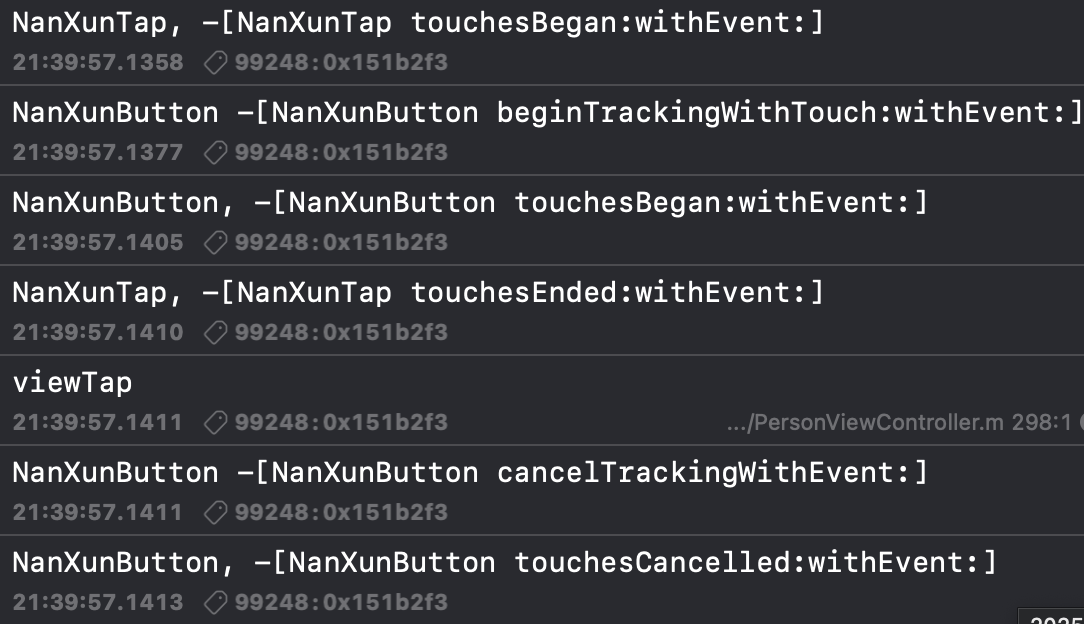 NanXunTap, -[NanXunTap touchesBegan:withEvent:]
21:39:57.1358 99248:0x151b2f3
NanXunButton -[NanXunButton beginTrackingWithTouch:withEvent:]
21:39:57.1377 99248:0x151b2f3
NanXunButton, -[NanXunButton touchesBegan:withEvent:]
21:39:57.1405 99248:0x151b2f3
NanXunTap, -[NanXunTap touchesEnded:withEvent:]
21:39:57.1410 99248:0x151b2f3
viewTap
21:39:57.1411 99248:0x151b2f3 .../PersonViewController.m 298:1
NanXunButton -[NanXunButton cancelTrackingWithEvent:]
21:39:57.1411 99248:0x151b2f3
NanXunButton, -[NanXunButton touchesCancelled:withEvent:]
21:39:57.1413 99248:0x151b2f3